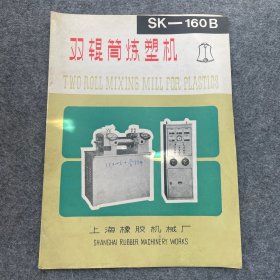 SK—160B
双辊筒炼塑机
TWO ROLL MIXING MILL FOR PLASTICS
上海橡胶机械厂
SHANGHAI RUBBER MACHINERY WORKS